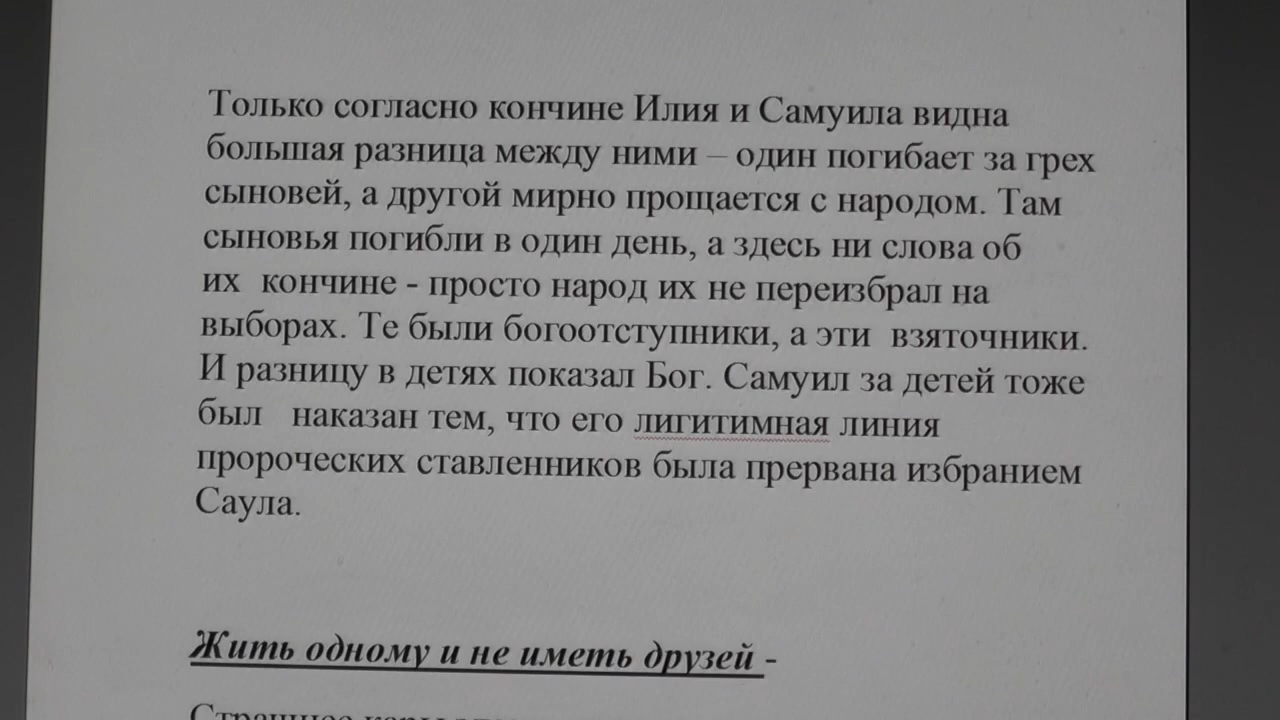 Только согласно кончине Илия и Самуила видна
большая разница между ними – один погибает за грех
сыновей, а другой мирно прощается с народом. Там
сыновья погибли в один день, а здесь ни слова об
их  кончине - просто народ их не переизбрал на
выборах. Те были богоотступники, а эти  взяточники.
И разницу в детях показал Бог. Самуил за детей тоже
был   наказан тем, что его лигитимная линия
пророческих ставленников была прервана избранием
Саула.
Жить одному и не иметь друзей -